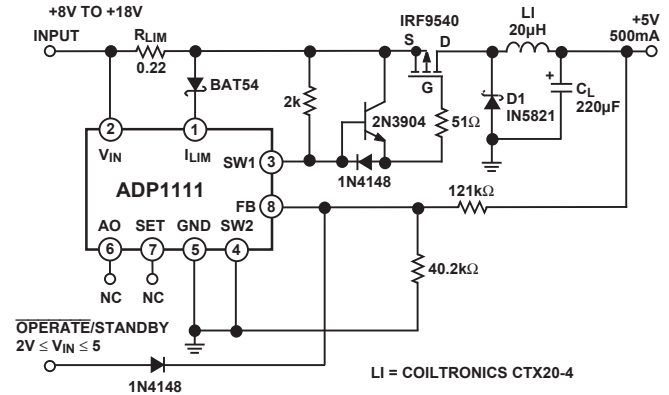 +8V TO +18V
INPUT
RLIM
0.22
BAT54
2k
2N3904
1N4148
IRF9540
S
D
G
51Ω
LI
20µH
+5V
500mA
D1
IN5821
+
CL
220µF
2
VIN
1
ILIM
SW1
3
ADP1111
FB
8
AO
SET
GND
SW2
6
7
5
4
NC
NC
121kΩ
40.2kΩ
OPERATE/STANDBY
2V ≤ VIN ≤ 5
1N4148
LI = COILTRONICS CTX20-4